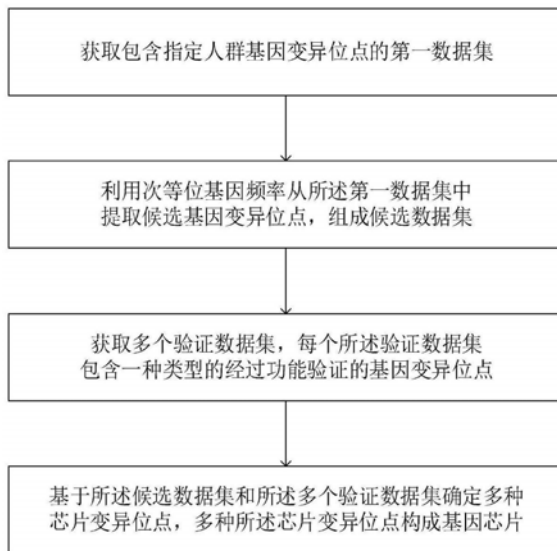 获取包含指定人群基因变异位点的第一数据集
利用次等位基因频率从所述第一数据集中
提取候选基因变异位点，组成候选数据集
获取多个验证数据集，每个所述验证数据集
包含一种类型的经过功能验证的基因变异位点
基于所述候选数据集和所述多个验证数据集确定多种
芯片变异位点，多种所述芯片变异位点构成基因芯片